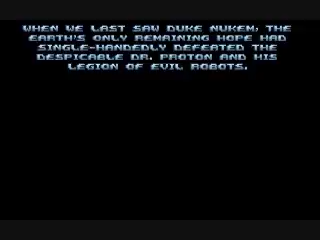 WHEN WE LAST SAW DUKE NUKEM, THE
EARTH'S ONLY REMAINING HOPE HAD
SINGLE-HANDEDLY DEFEATED THE
DESPICABLE DR. PROTON AND HIS
LEGION OF EVIL ROBOTS.